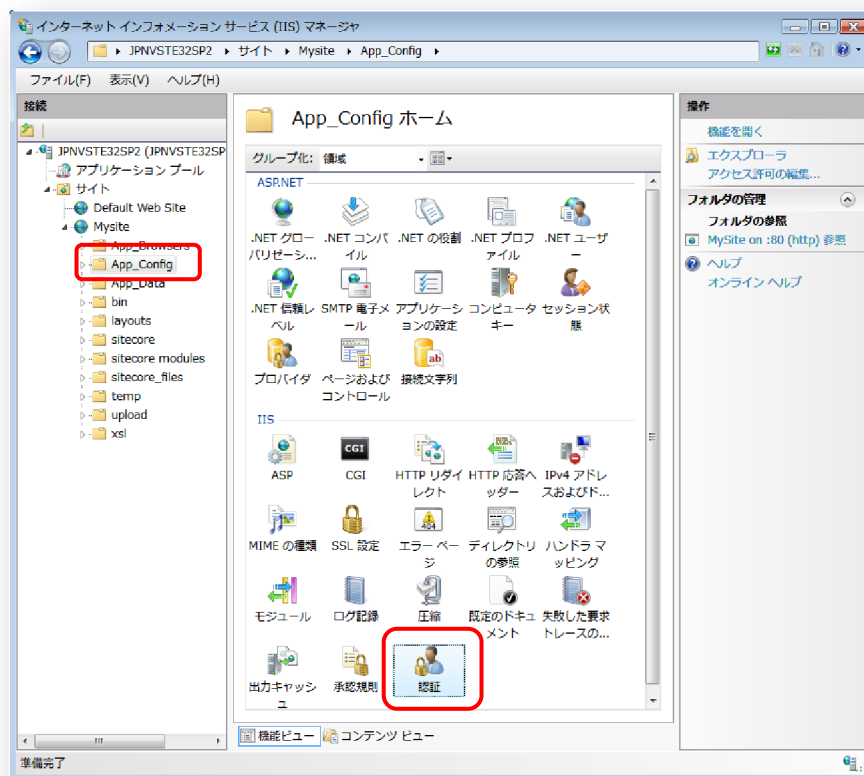 インターネット インフォメーション サービス (IIS) マネージャ
JPNVSTE32SP2 サイト Mysite App_Config
ファイル(F) 表示(V) ヘルプ(H)
接続
JPNVSTE32SP2 (JPNVSTE32SP
アプリケーション プール
サイト
Default Web Site
Mysite
App_Browsers
App_Config
App_Data
bin
layouts
sitecore
sitecore modules
sitecore_files
temp
upload
xsl
App_Config ホーム
グループ化: 領域
ASP.NET
.NET グロー
バリゼーシ...
.NET コンパ
イル
.NET の役割
.NET プロフ
ァイル
.NET ユーザ
ー
.NET 信頼レ
ベル
SMTP 電子メ
ール
アプリケーシ
ョンの設定
コンピュータ
キー
セッション状
態
プロバイダ
ページおよび
コントロール
ab
接続文字列
IIS
ASP
CGI
CGI
HTTP リダイ
レクト
HTTP 応答ヘ
ッダー
IPv4 アドレ
スおよびド...
MIME の種類
SSL 設定
404
エラー ペー
ジ
ディレクトリ
の参照
ハンドラ マ
ッピング
モジュール
ログ記録
圧縮
既定のドキュ
メント
失敗した要求
トレースの...
出力キャッシ
ュ
承認規則
認証
機能ビュー コンテンツ ビュー
操作
機能を開く
エクスプローラ
アクセス許可の編集...
フォルダの管理
フォルダの参照
MySite on :80 (http) 参照
ヘルプ
オンライン ヘルプ
準備完了